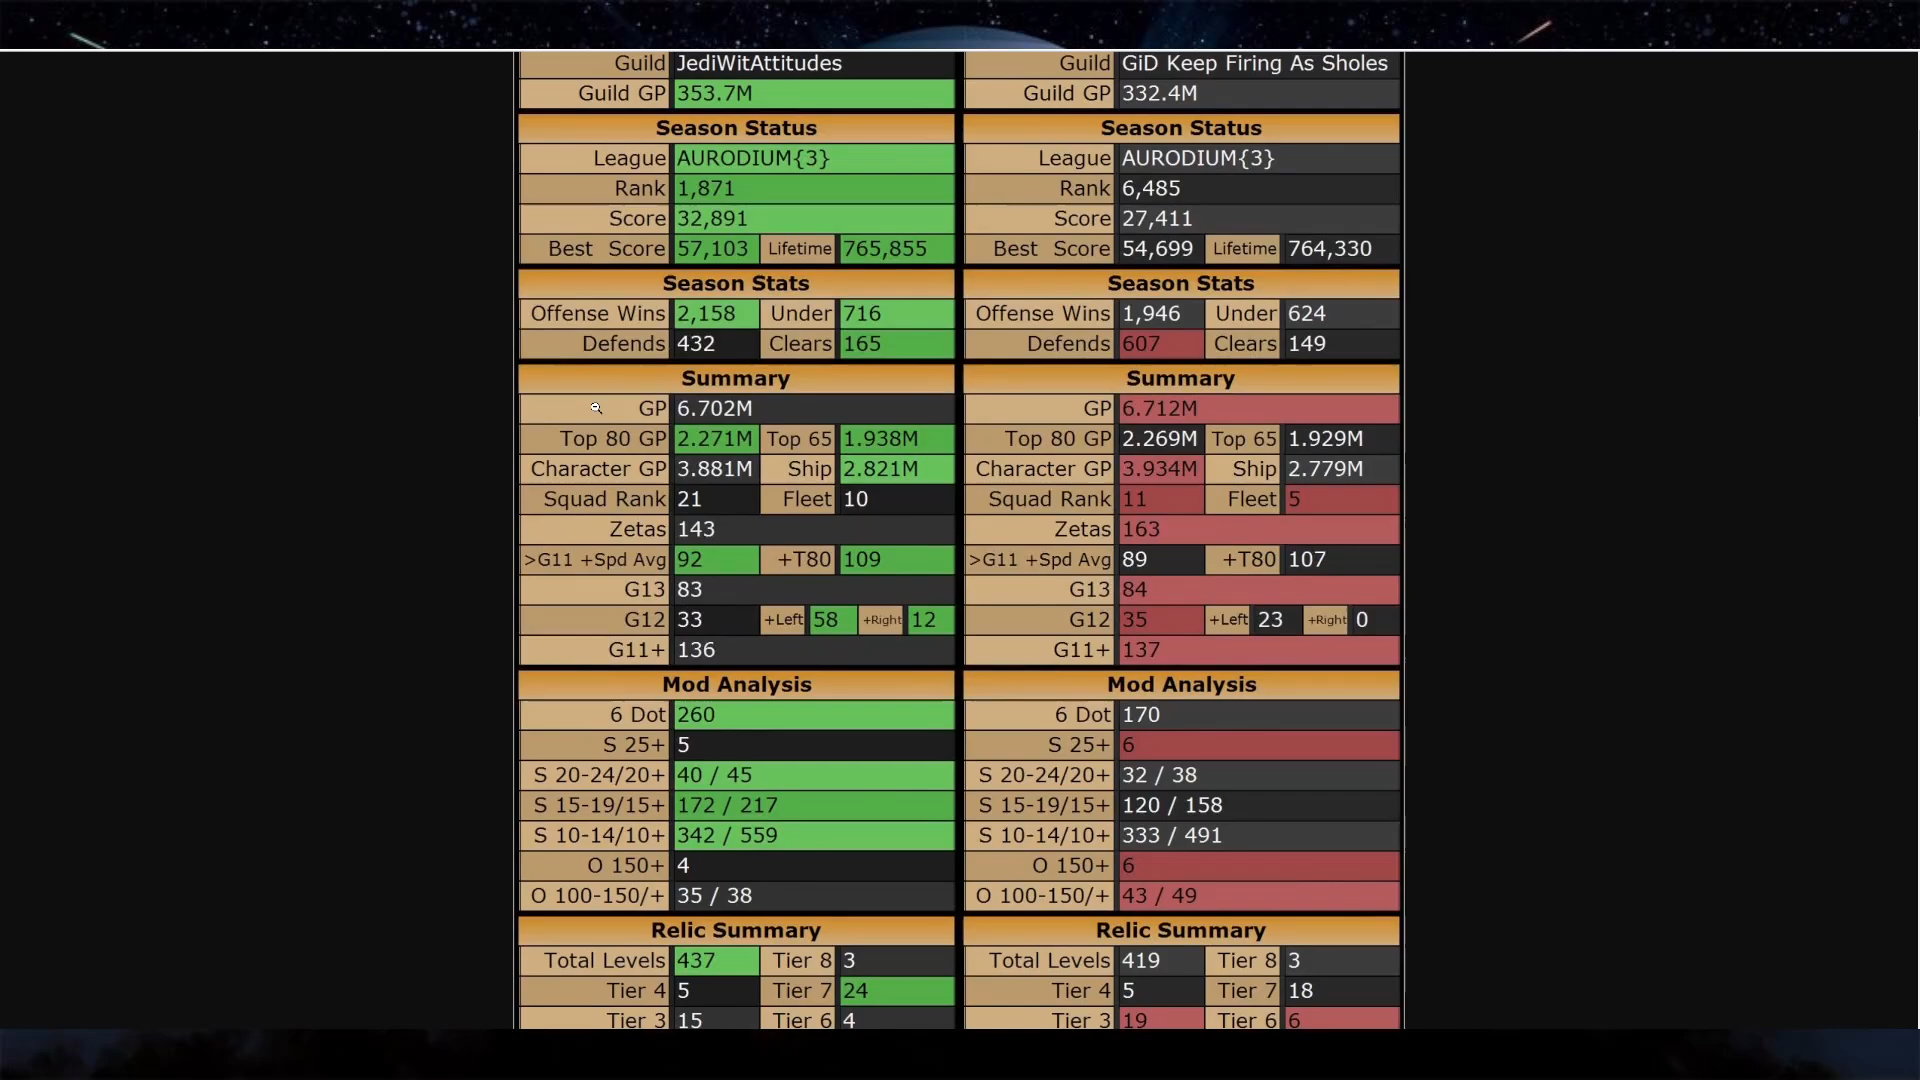 Guild JediWitAttitudes
Guild GP 353.7M
Season Status
League AURODIUM{3}
Rank 1,871
Score 32,891
Best Score 57,103 Lifetime 765,855
Season Stats
Offense Wins 2,158 Under 716
Defends 432 Clears 165
Summary
GP 6.702M
Top 80 GP 2.271M Top 65 1.938M
Character GP 3.881M Ship 2.821M
Squad Rank 21 Fleet 10
Zetas 143
>G11 +Spd Avg 92 +T80 109
G13 83
G12 33 +Left 58 +Right 12
G11+ 136
Mod Analysis
6 Dot 260
S 25+ 5
S 20-24/20+ 40 / 45
S 15-19/15+ 172 / 217
S 10-14/10+ 342 / 559
O 150+ 4
O 100-150/+ 35 / 38
Relic Summary
Total Levels 437 Tier 8 3
Tier 4 5 Tier 7 24
Tier 3 15 Tier 6 4
Guild GiD Keep Firing As Sholes
Guild GP 332.4M
Season Status
League AURODIUM{3}
Rank 6,485
Score 27,411
Best Score 54,699 Lifetime 764,330
Season Stats
Offense Wins 1,946 Under 624
Defends 607 Clears 149
Summary
GP 6.712M
Top 80 GP 2.269M Top 65 1.929M
Character GP 3.934M Ship 2.779M
Squad Rank 11 Fleet 5
Zetas 163
>G11 +Spd Avg 89 +T80 107
G13 84
G12 35 +Left 23 +Right 0
G11+ 137
Mod Analysis
6 Dot 170
S 25+ 6
S 20-24/20+ 32 / 38
S 15-19/15+ 120 / 158
S 10-14/10+ 333 / 491
O 150+ 6
O 100-150/+ 43 / 49
Relic Summary
Total Levels 419 Tier 8 3
Tier 4 5 Tier 7 18
Tier 3 19 Tier 6 6